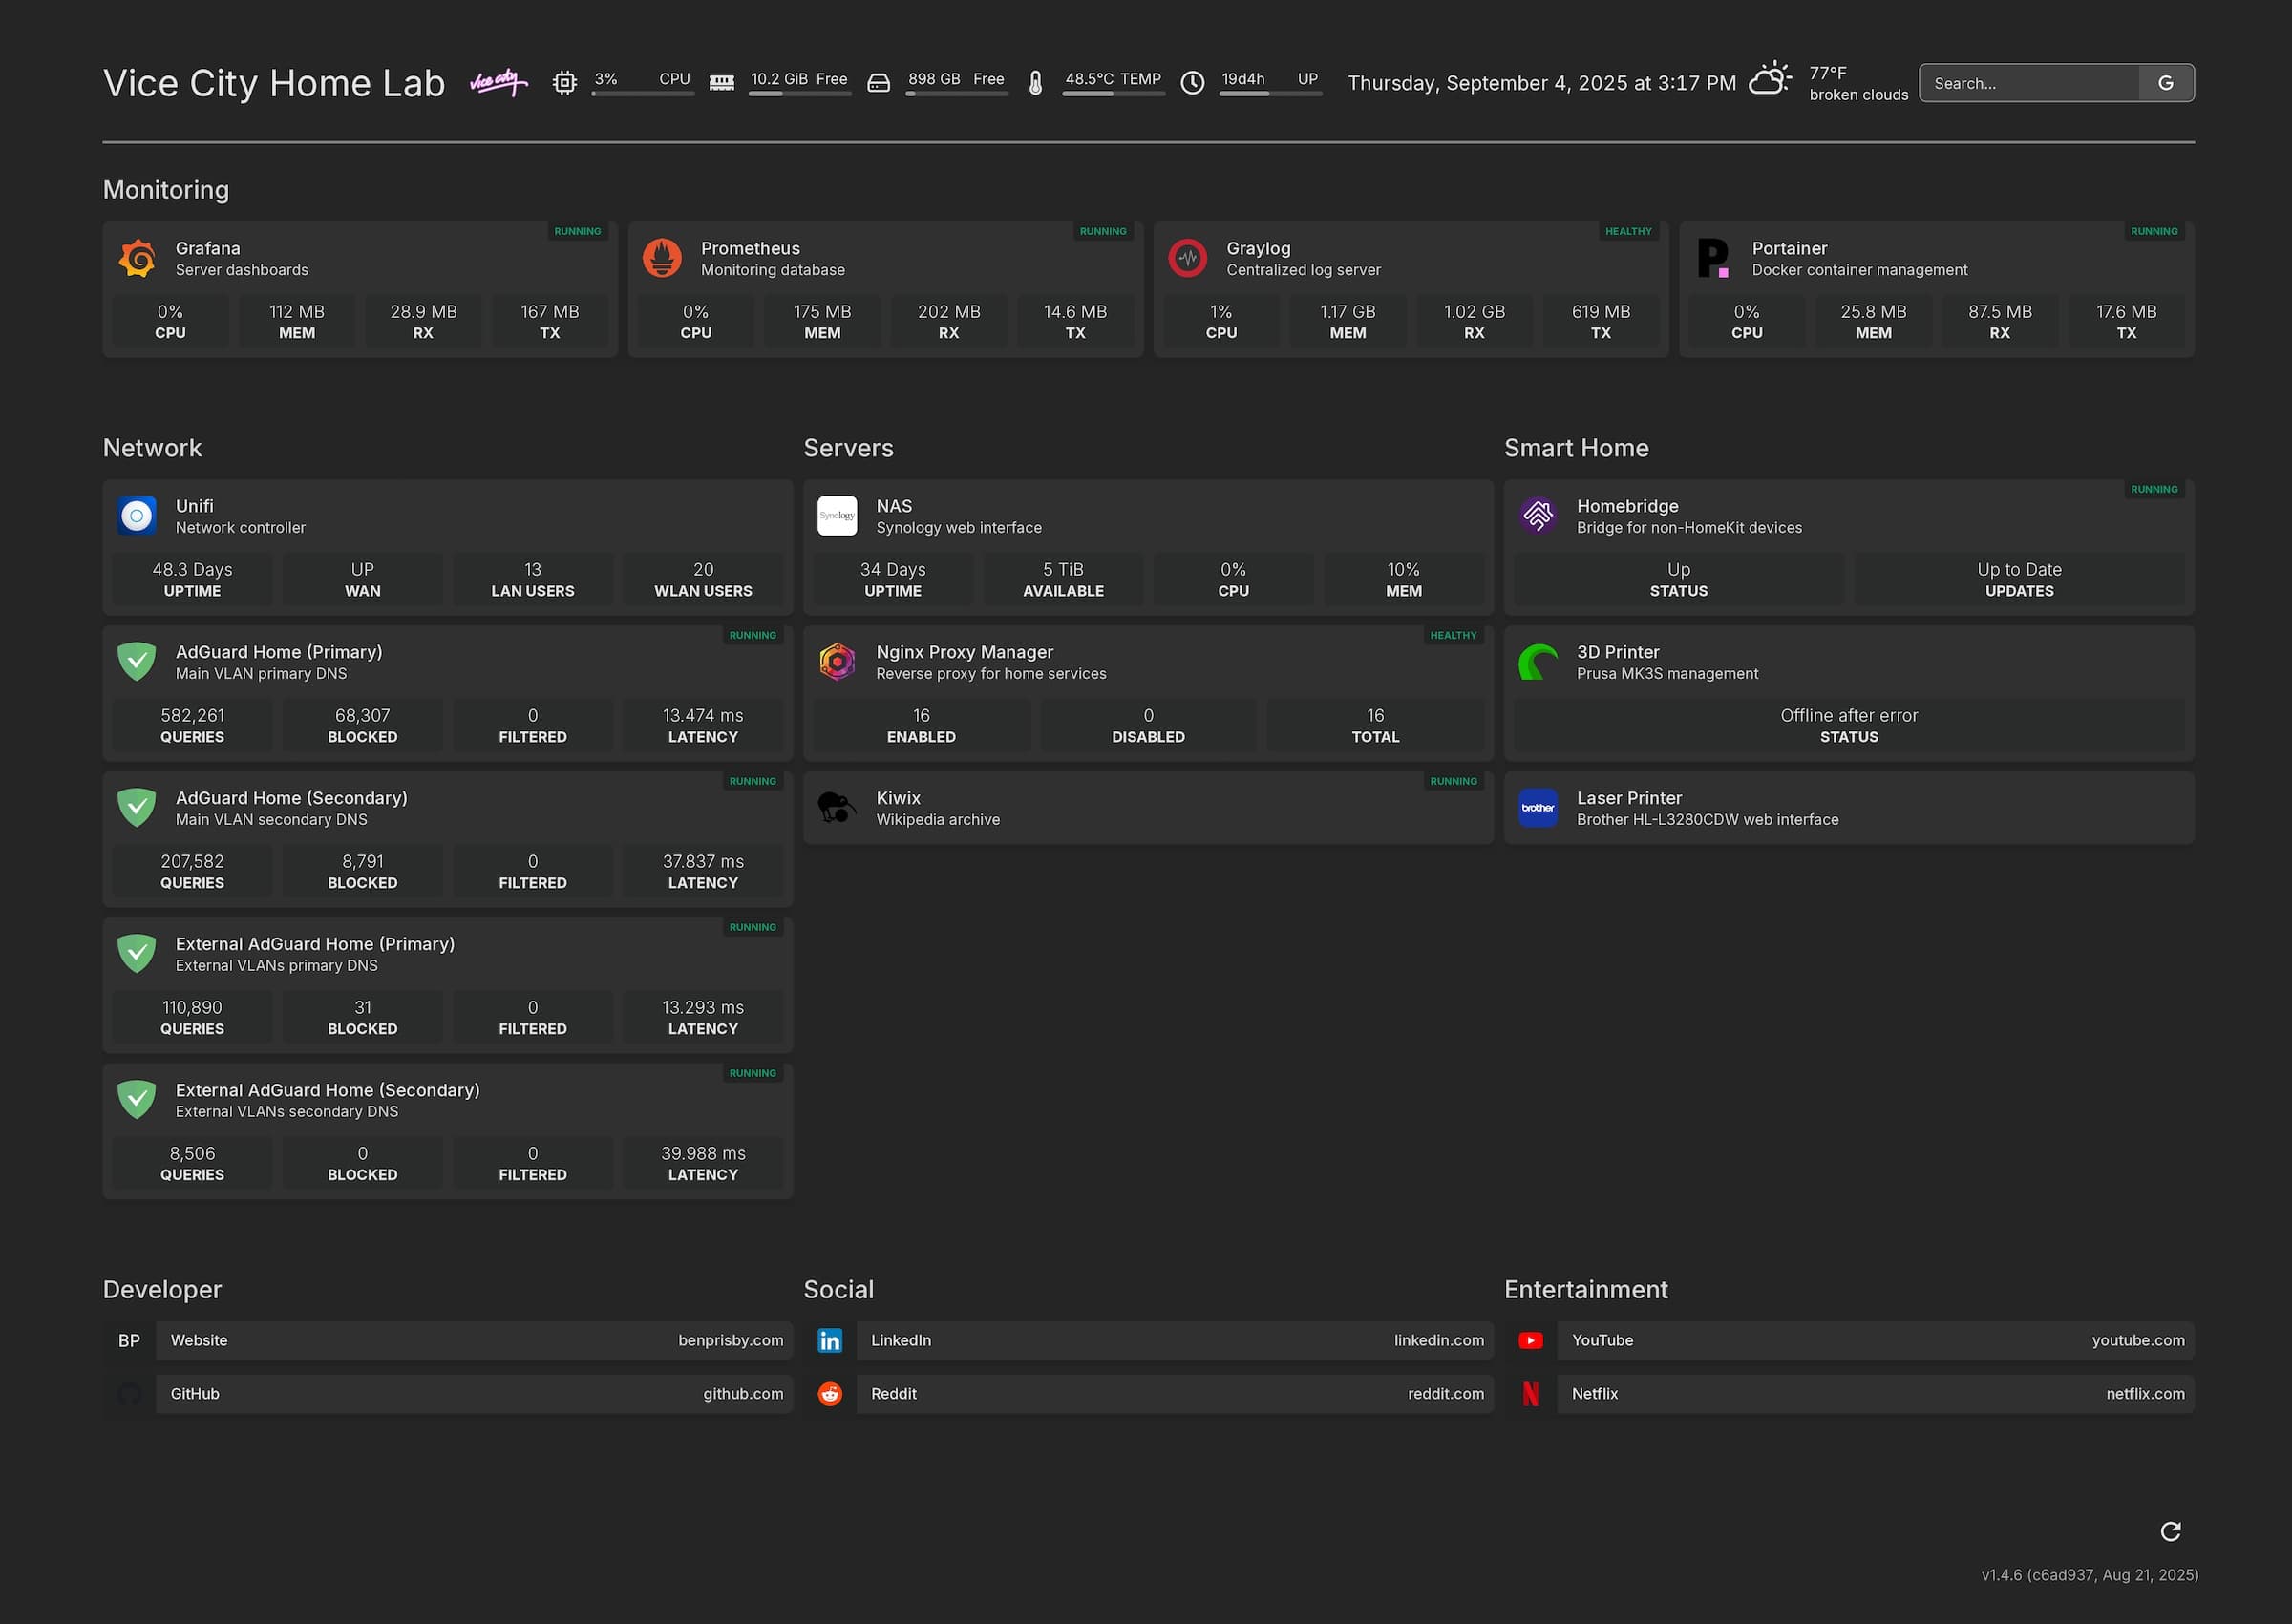 Vice City Home Lab
vice city
3% CPU
10.2 GiB Free
898 GB Free
48.5°C TEMP
19d4h UP
Thursday, September 4, 2025 at 3:17 PM
77°F
broken clouds
Search...
G
Monitoring
RUNNING
Grafana
Server dashboards
0% 112 MB 28.9 MB 167 MB
CPU MEM RX TX
RUNNING
Prometheus
Monitoring database
0% 175 MB 202 MB 14.6 MB
CPU MEM RX TX
HEALTHY
Graylog
Centralized log server
1% 1.17 GB 1.02 GB 619 MB
CPU MEM RX TX
RUNNING
Portainer
Docker container management
0% 25.8 MB 87.5 MB 17.6 MB
CPU MEM RX TX
Network
Unifi
Network controller
48.3 Days UP 13 20
UPTIME WAN LAN USERS WLAN USERS
RUNNING
AdGuard Home (Primary)
Main VLAN primary DNS
582,261 68,307 0 13.474 ms
QUERIES BLOCKED FILTERED LATENCY
RUNNING
AdGuard Home (Secondary)
Main VLAN secondary DNS
207,582 8,791 0 37.837 ms
QUERIES BLOCKED FILTERED LATENCY
RUNNING
External AdGuard Home (Primary)
External VLANs primary DNS
110,890 31 0 13.293 ms
QUERIES BLOCKED FILTERED LATENCY
RUNNING
External AdGuard Home (Secondary)
External VLANs secondary DNS
8,506 0 0 39.988 ms
QUERIES BLOCKED FILTERED LATENCY
Servers
Synology
NAS
Synology web interface
34 Days 5 TiB 0% 10%
UPTIME AVAILABLE CPU MEM
HEALTHY
Nginx Proxy Manager
Reverse proxy for home services
16 0 16
ENABLED DISABLED TOTAL
RUNNING
Kiwix
Wikipedia archive
Smart Home
RUNNING
Homebridge
Bridge for non-HomeKit devices
Up Up to Date
STATUS UPDATES
3D Printer
Prusa MK3S management
Offline after error
STATUS
brother
Laser Printer
Brother HL-L3280CDW web interface
Developer
BP Website benprisby.com
GitHub github.com
Social
in LinkedIn linkedin.com
Reddit reddit.com
Entertainment
YouTube youtube.com
N Netflix netflix.com
v1.4.6 (c6ad937, Aug 21, 2025)